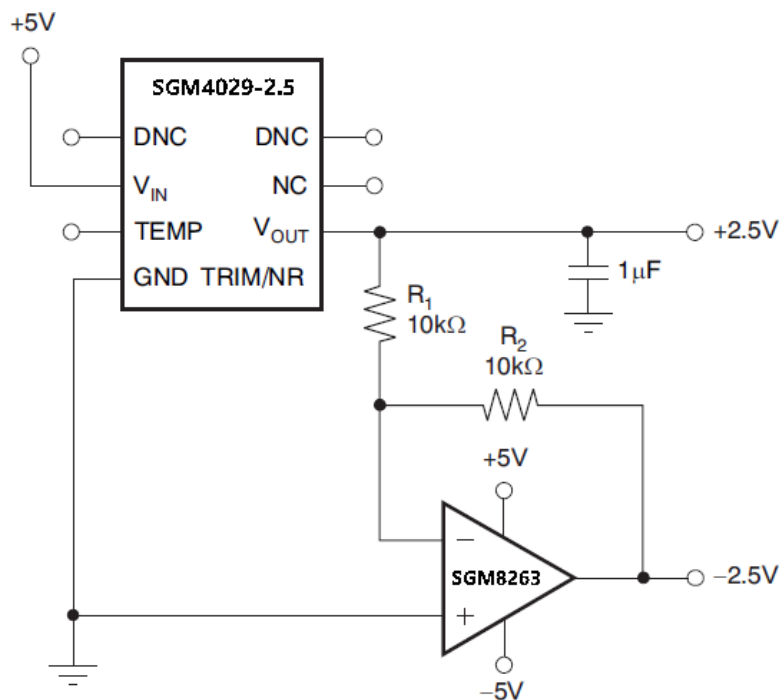 +5V
SGM4029-2.5
DNC DNC
VIN NC
TEMP VOUT
GND TRIM/NR
+2.5V
1μF
R1
10kΩ
R2
10kΩ
+5V
−
SGM8263
+
−2.5V
−5V